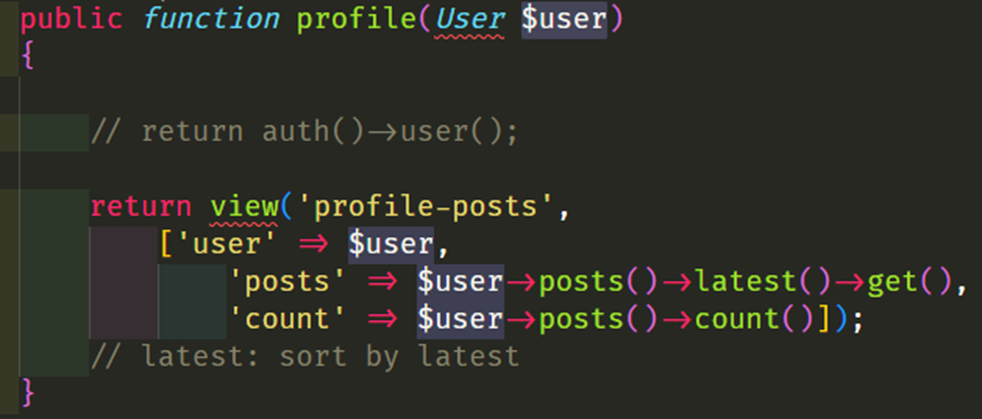 public function profile(User $user)
{
// return auth()->user();
return view('profile-posts',
['user' => $user,
'posts' => $user->posts()->latest()->get(),
'count' => $user->posts()->count()]);
// latest: sort by latest
}